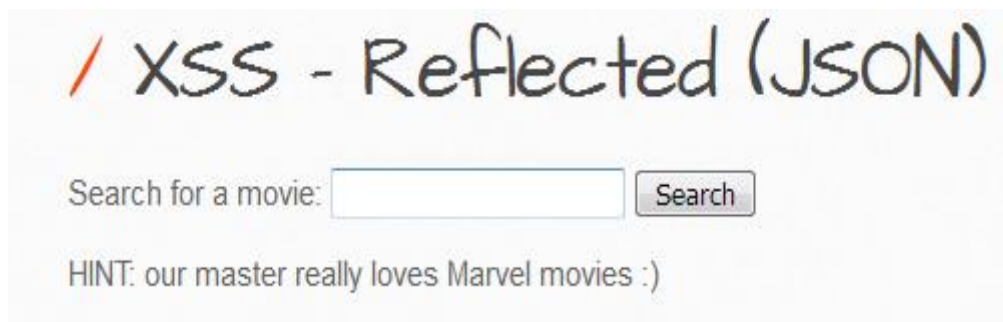 / XSS - Reflected (JSON)
Search for a movie: Search
HINT: our master really loves Marvel movies :)